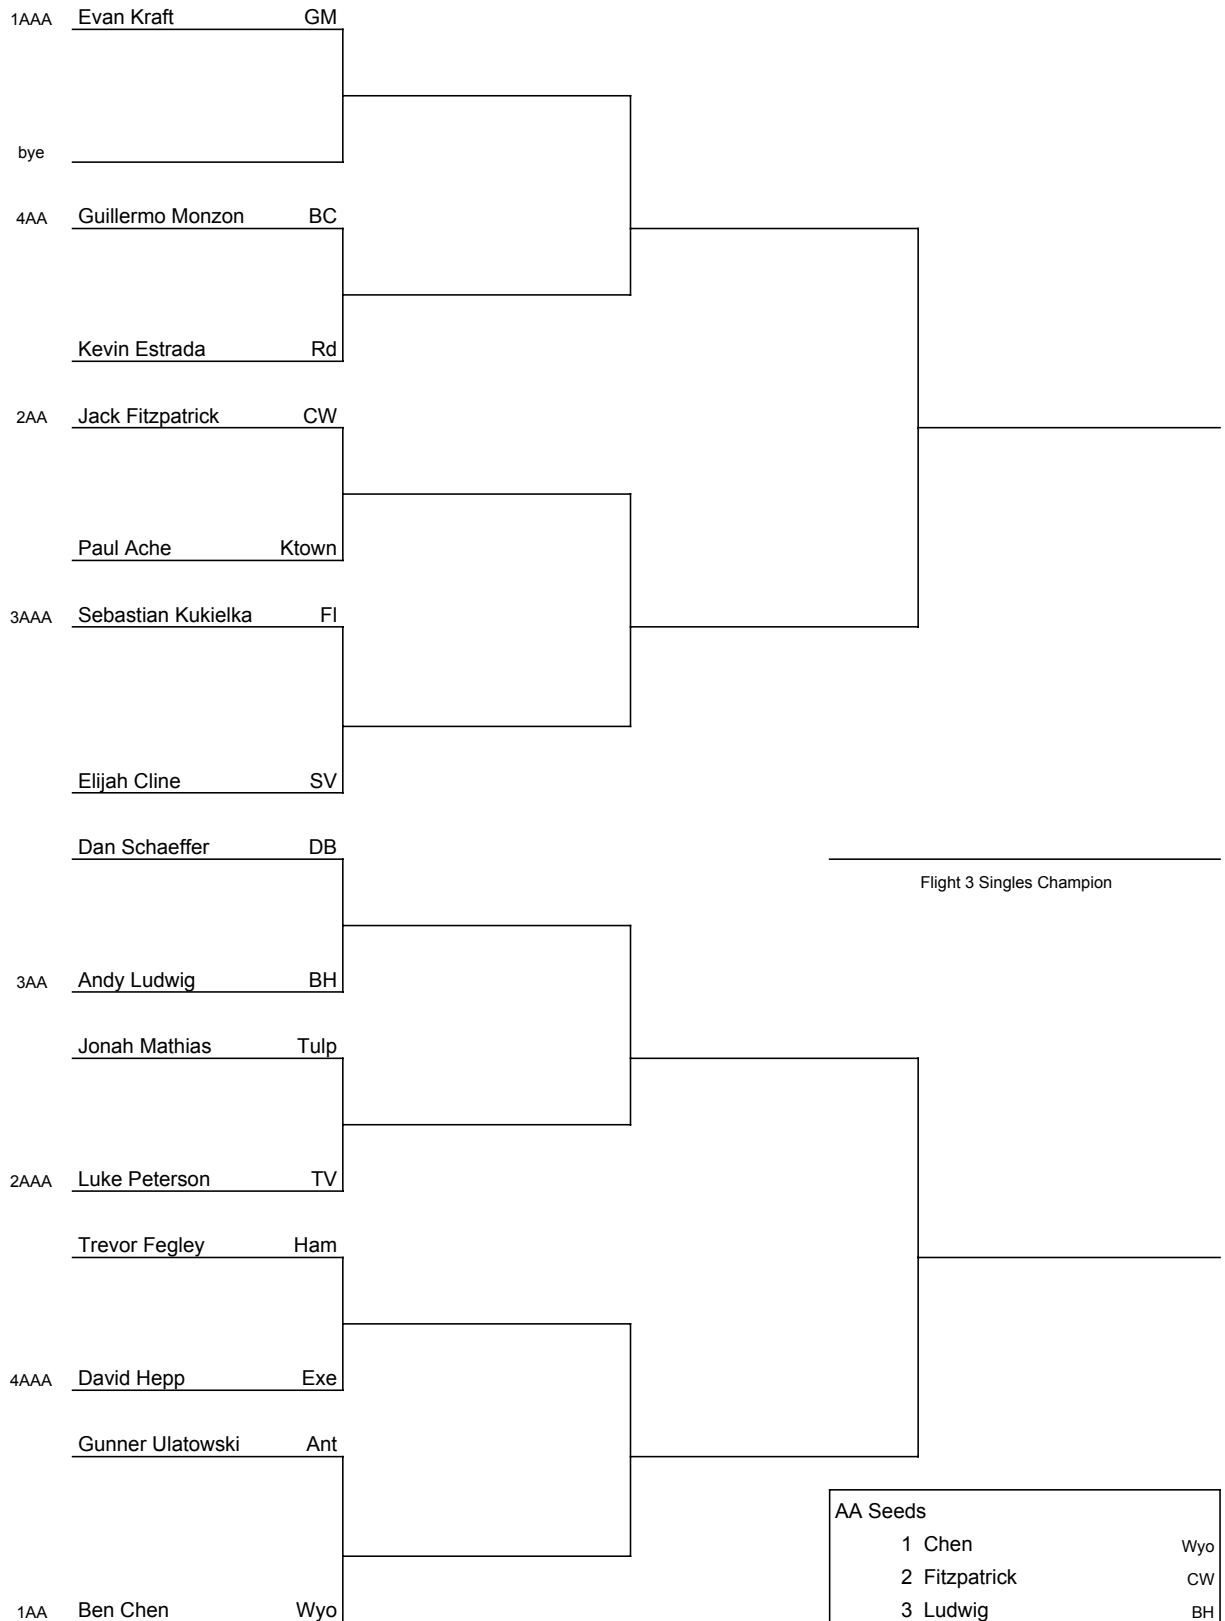 1AAA Evan Kraft GM
bye
4AA Guillermo Monzon BC
Kevin Estrada Rd
2AA Jack Fitzpatrick CW
Paul Ache Ktown
3AAA Sebastian Kukielka Fl
Elijah Cline SV
Dan Schaeffer DB
Flight 3 Singles Champion
3AA Andy Ludwig BH
Jonah Mathias Tulp
2AAA Luke Peterson TV
Trevor Fegley Ham
4AAA David Hepp Exe
Gunner Ulatowski Ant
AA Seeds
1 Chen Wyo
2 Fitzpatrick CW
3 Ludwig BH
1AA Ben Chen Wyo